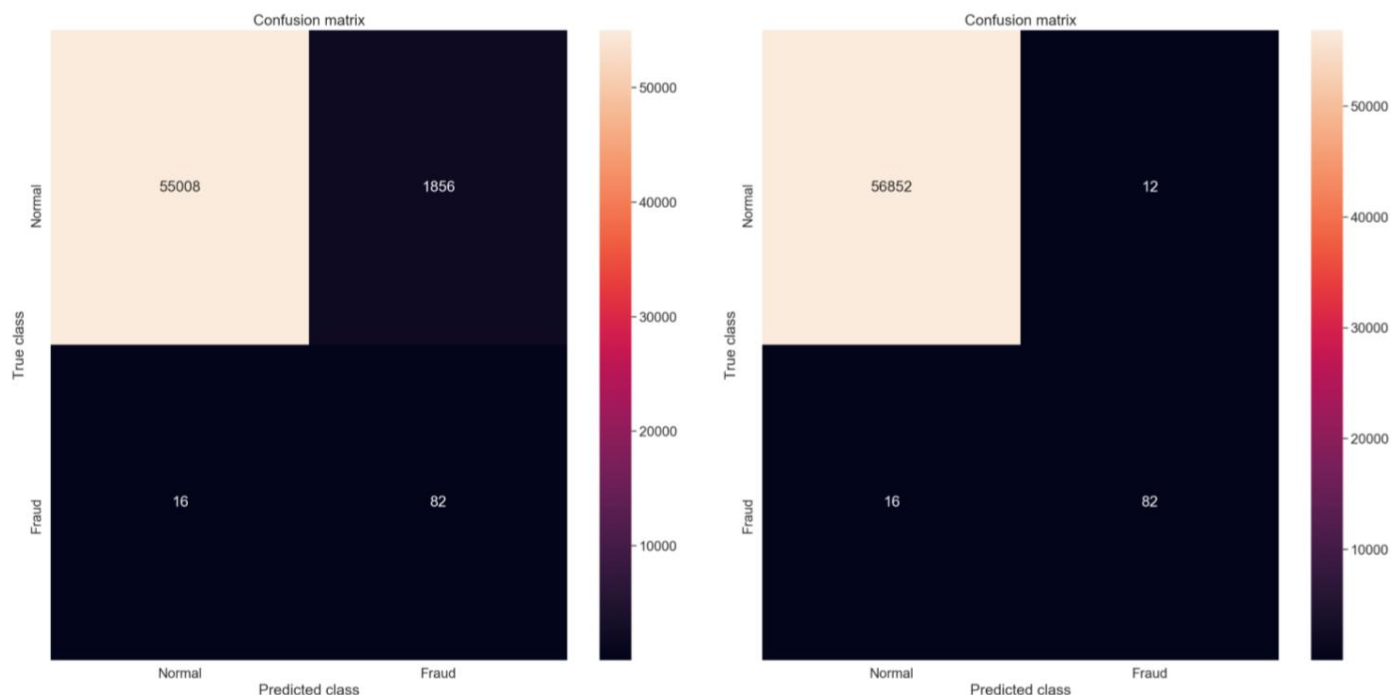 Confusion matrix
Normal
55008
1856
True class
Fraud
16
82
Normal
Fraud
Predicted class
50000
40000
30000
20000
10000
Confusion matrix
Normal
56852
12
True class
Fraud
16
82
Normal
Fraud
Predicted class
50000
40000
30000
20000
10000